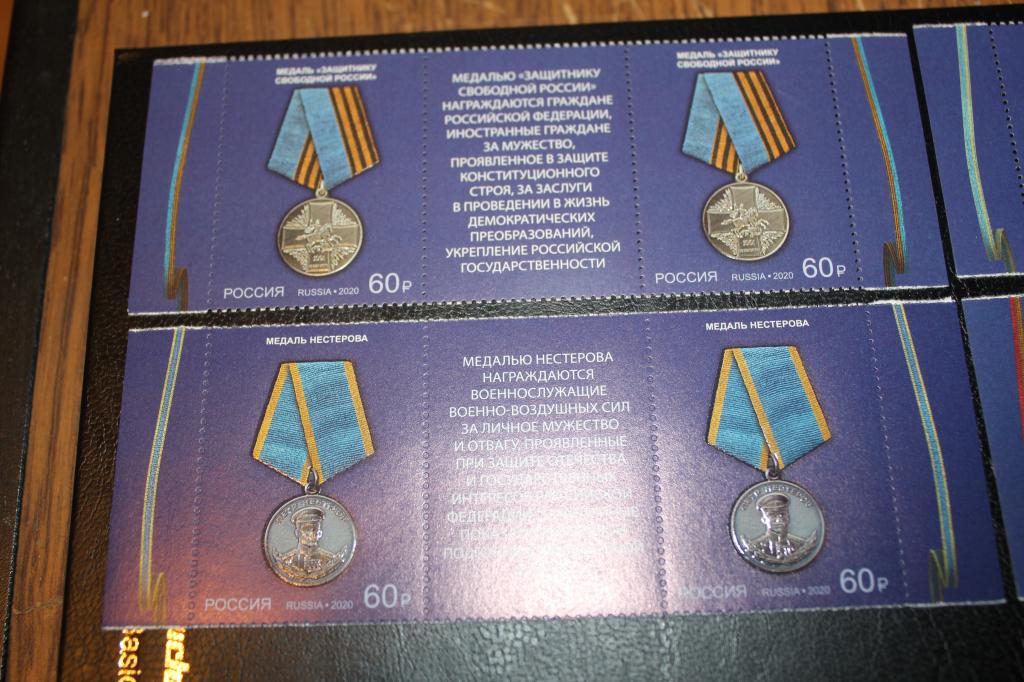 МЕДАЛЬ «ЗАЩИТНИКУ
СВОБОДНОЙ РОССИИ»
РОССИЯ
RUSSIA • 2020
60₽
МЕДАЛЬЮ «ЗАЩИТНИКУ
СВОБОДНОЙ РОССИИ»
НАГРАЖДАЮТСЯ ГРАЖДАНЕ
РОССИЙСКОЙ ФЕДЕРАЦИИ,
ИНОСТРАННЫЕ ГРАЖДАНЕ
ЗА МУЖЕСТВО,
ПРОЯВЛЕННОЕ В ЗАЩИТЕ
КОНСТИТУЦИОННОГО
СТРОЯ, ЗА ЗАСЛУГИ
В ПРОВЕДЕНИИ В ЖИЗНЬ
ДЕМОКРАТИЧЕСКИХ
ПРЕОБРАЗОВАНИЙ,
УКРЕПЛЕНИЕ РОССИЙСКОЙ
ГОСУДАРСТВЕННОСТИ
МЕДАЛЬ «ЗАЩИТНИКУ
СВОБОДНОЙ РОССИИ»
РОССИЯ
RUSSIA • 2020
60₽
МЕДАЛЬ НЕСТЕРОВА
РОССИЯ
RUSSIA • 2020
60₽
МЕДАЛЬЮ НЕСТЕРОВА
НАГРАЖДАЮТСЯ
ВОЕННОСЛУЖАЩИЕ
ВОЕННО-ВОЗДУШНЫХ СИЛ
ЗА ЛИЧНОЕ МУЖЕСТВО
И ОТВАГУ, ПРОЯВЛЕННЫЕ
ПРИ ЗАЩИТЕ ОТЕЧЕСТВА
И
МЕДАЛЬ НЕСТЕРОВА
РОССИЯ
RUSSIA • 2020
60₽